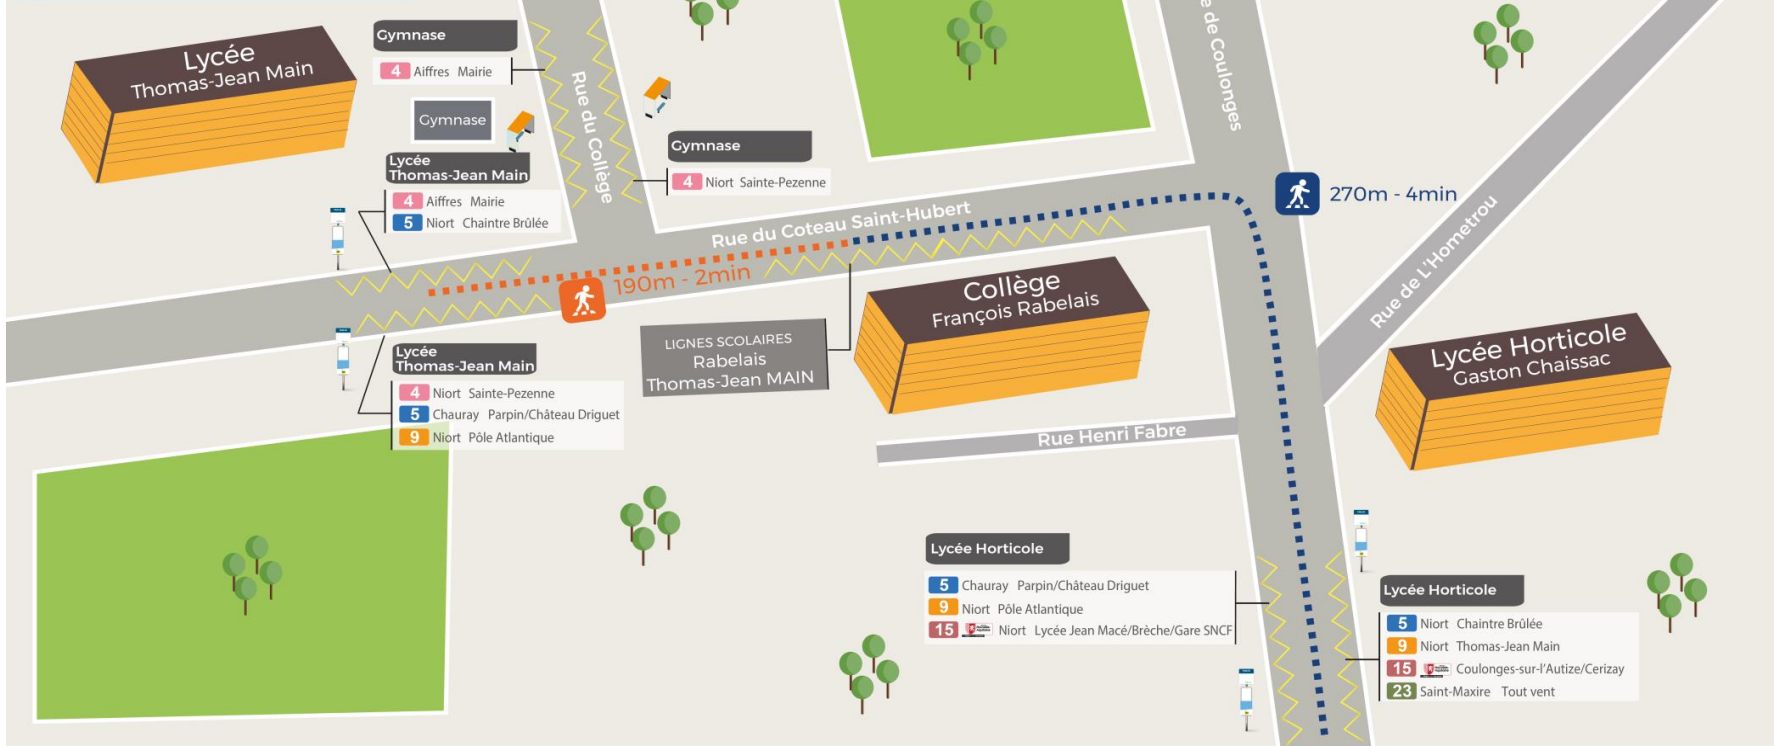 Lycée
Thomas-Jean Main
Gymnase
4 Aiffres Mairie
Gymnase
Rue du Collège
Gymnase
4 Niort Sainte-Pezenne
Lycée
Thomas-Jean Main
4 Aiffres Mairie
5 Niort Chaintre Brûlée
de Coulonges
270m - 4min
Rue du Coteau Saint-Hubert
190m - 2min
Rue de L'Hometrou
Collège
François Rabelais
LIGNES SCOLAIRES
Rabelais
Thomas-Jean MAIN
Lycée
Thomas-Jean Main
4 Niort Sainte-Pezenne
5 Chauray Parpin/Château Driguet
9 Niort Pôle Atlantique
Lycée Horticole
Gaston Chaissac
Rue Henri Fabre
Lycée Horticole
5 Chauray Parpin/Château Driguet
9 Niort Pôle Atlantique
15 Niort Lycée Jean Macé/Brèche/Gare SNCF
Lycée Horticole
5 Niort Chaintre Brûlée
9 Niort Thomas-Jean Main
15 Coulonges-sur-l'Autize/Cerizay
23 Saint-Maxire Tout vent